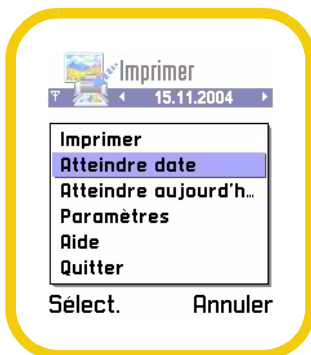 Imprimer
15.11.2004
Imprimer
Atteindre date
Atteindre aujourd'h…
Paramètres
Aide
Quitter
Sélect. Annuler